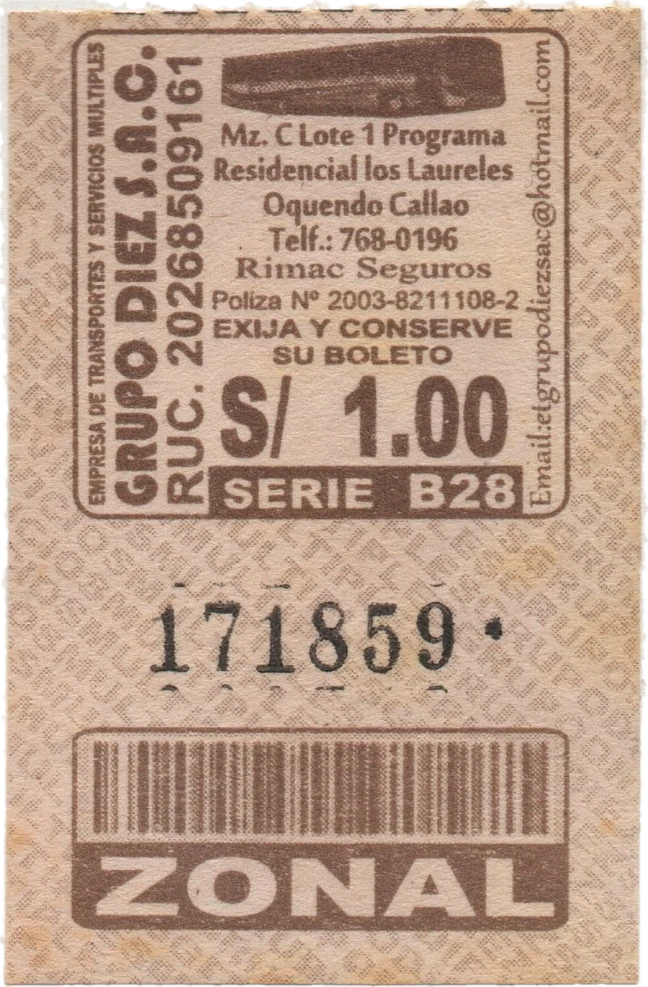 EMPRESA DE TRANSPORTES Y SERVICIOS MULTIPLES
GRUPO DIEZ S.A.C.
RUC. 20268509161
Mz. C Lote 1 Programa
Residencial los Laureles
Oquendo Callao
Telf.: 768-0196
Rimac Seguros
Poliza Nº 2003-8211108-2
EXIJA Y CONSERVE
SU BOLETO
S/ 1.00
SERIE B28
Email:etgrupodiezsac@hotmail.com
171859
ZONAL